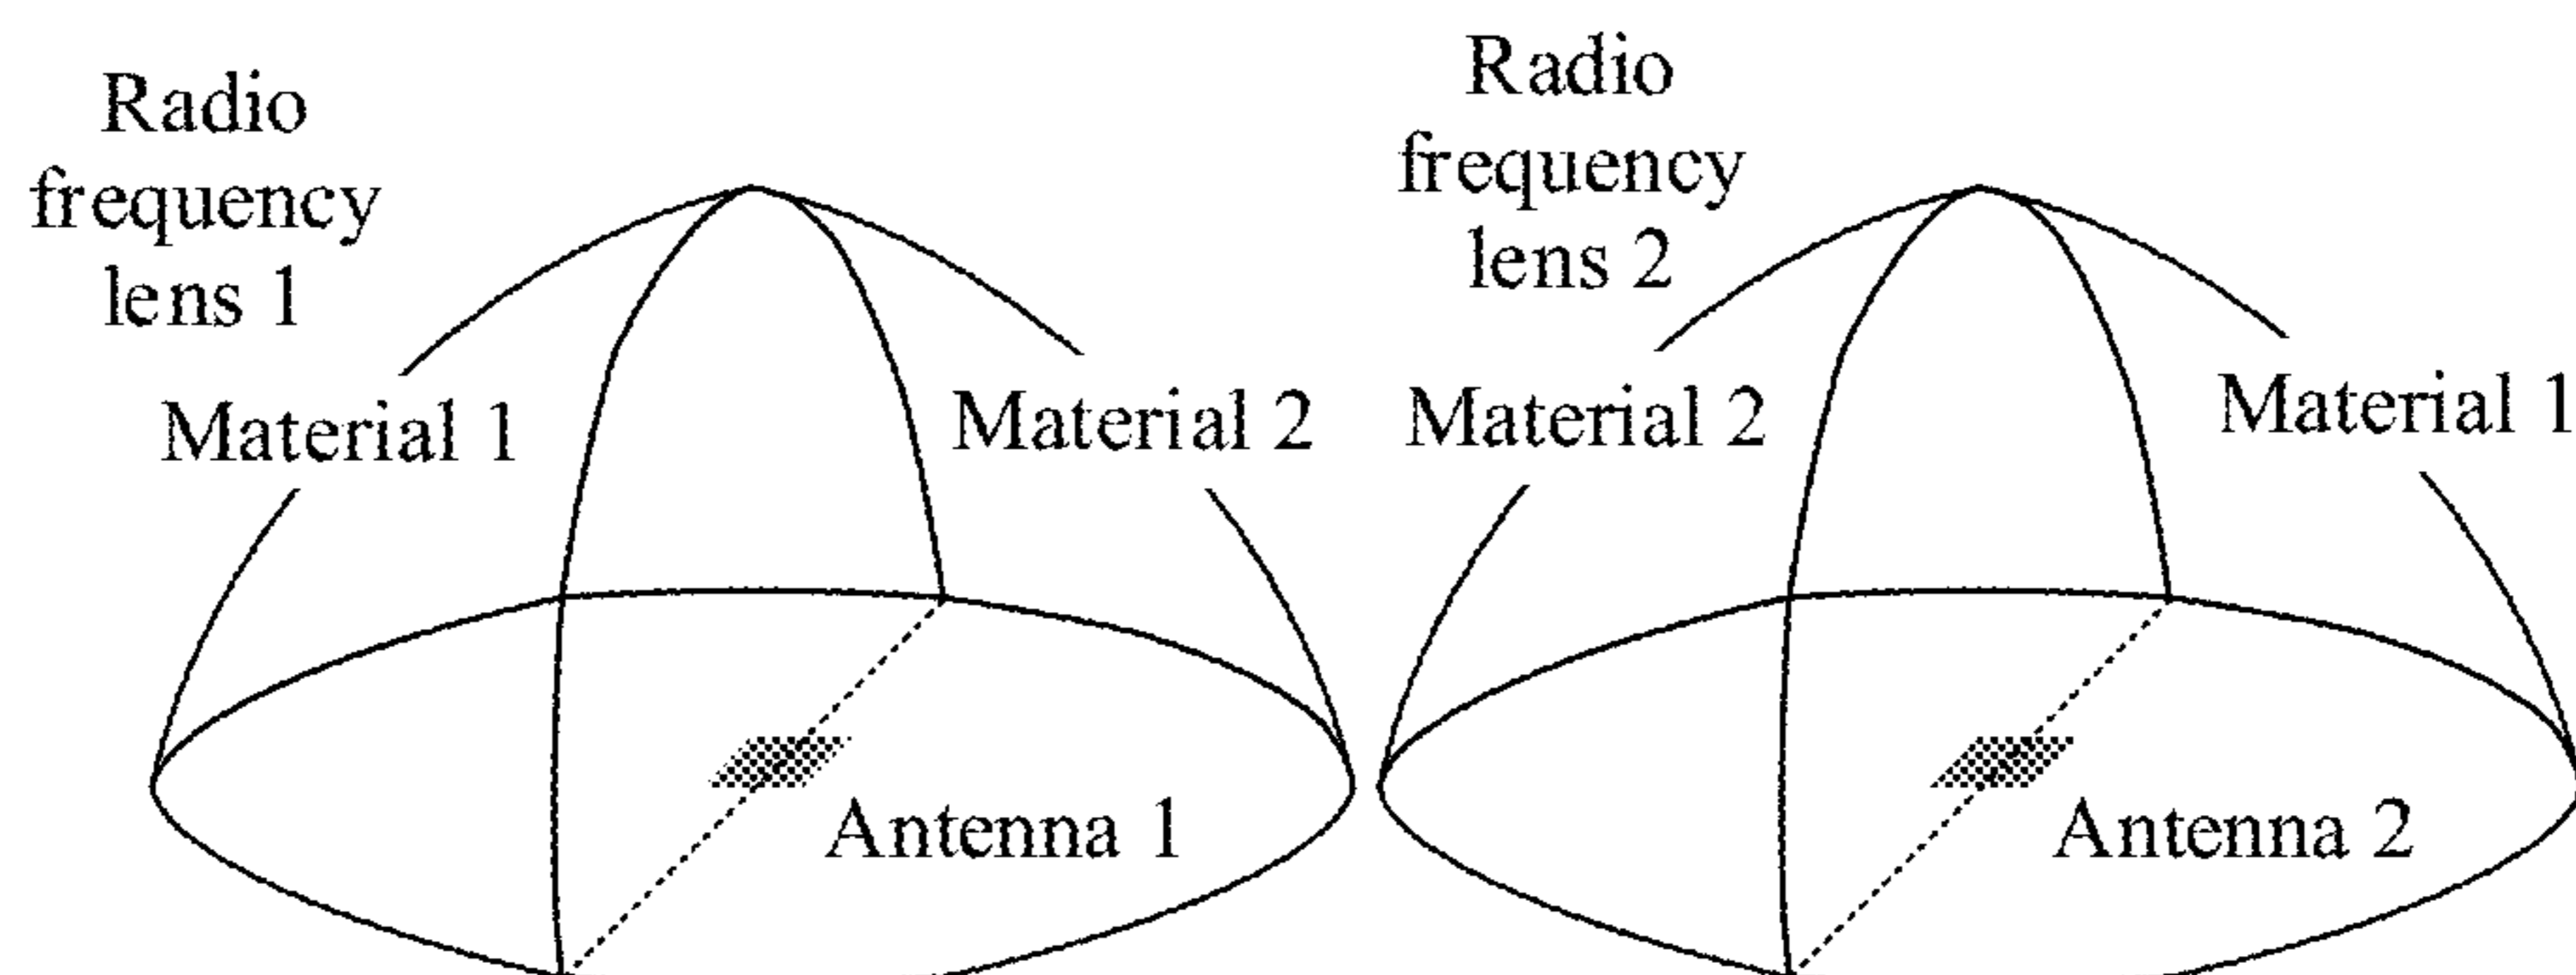 Radio
frequency
lens 1
Radio
frequency
lens 2
Material 1
Material 2
Material 2
Material 1
Antenna 1
Antenna 2